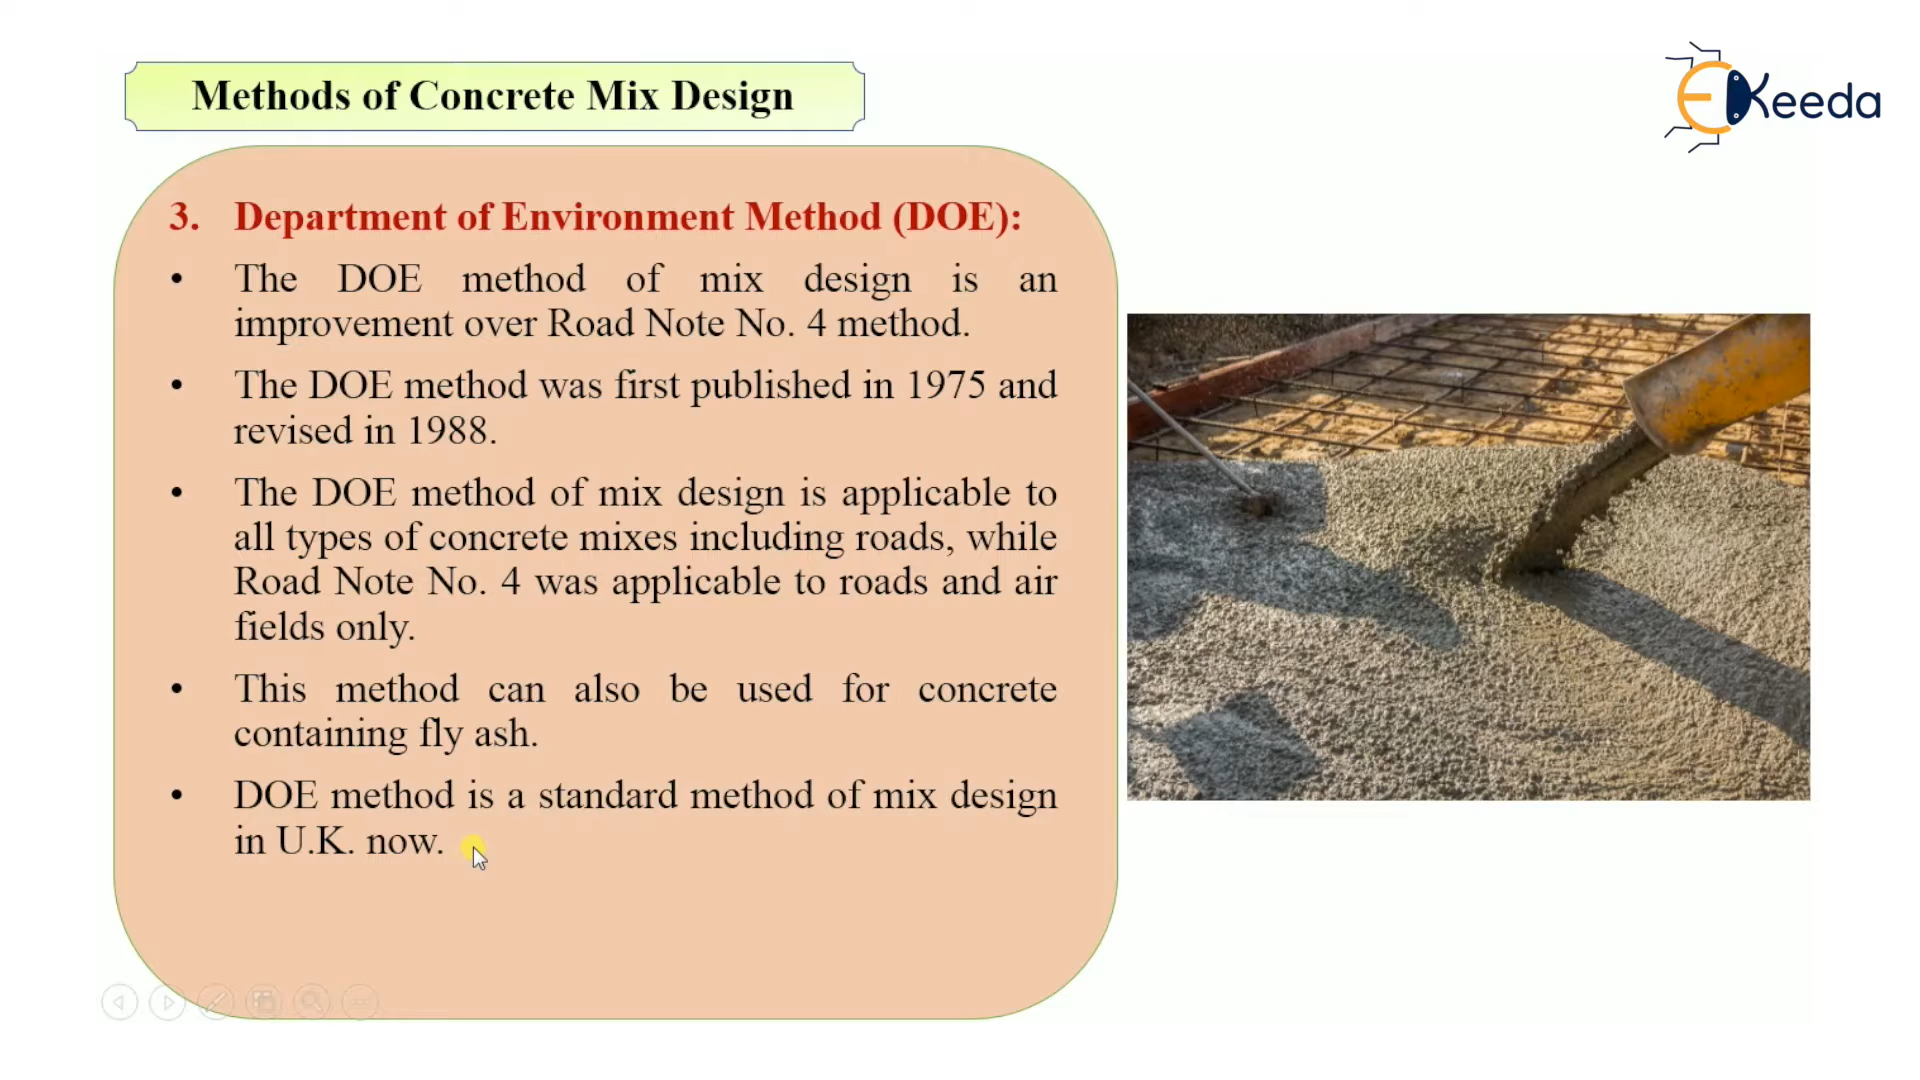 Methods of Concrete Mix Design
EKeeda
3. Department of Environment Method (DOE):
• The DOE method of mix design is an
improvement over Road Note No. 4 method.
• The DOE method was first published in 1975 and
revised in 1988.
• The DOE method of mix design is applicable to
all types of concrete mixes including roads, while
Road Note No. 4 was applicable to roads and air
fields only.
• This method can also be used for concrete
containing fly ash.
• DOE method is a standard method of mix design
in U.K. now.